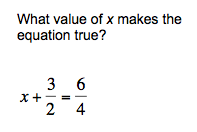 What value of x makes the
equation true?
x + 3/2 = 6/4